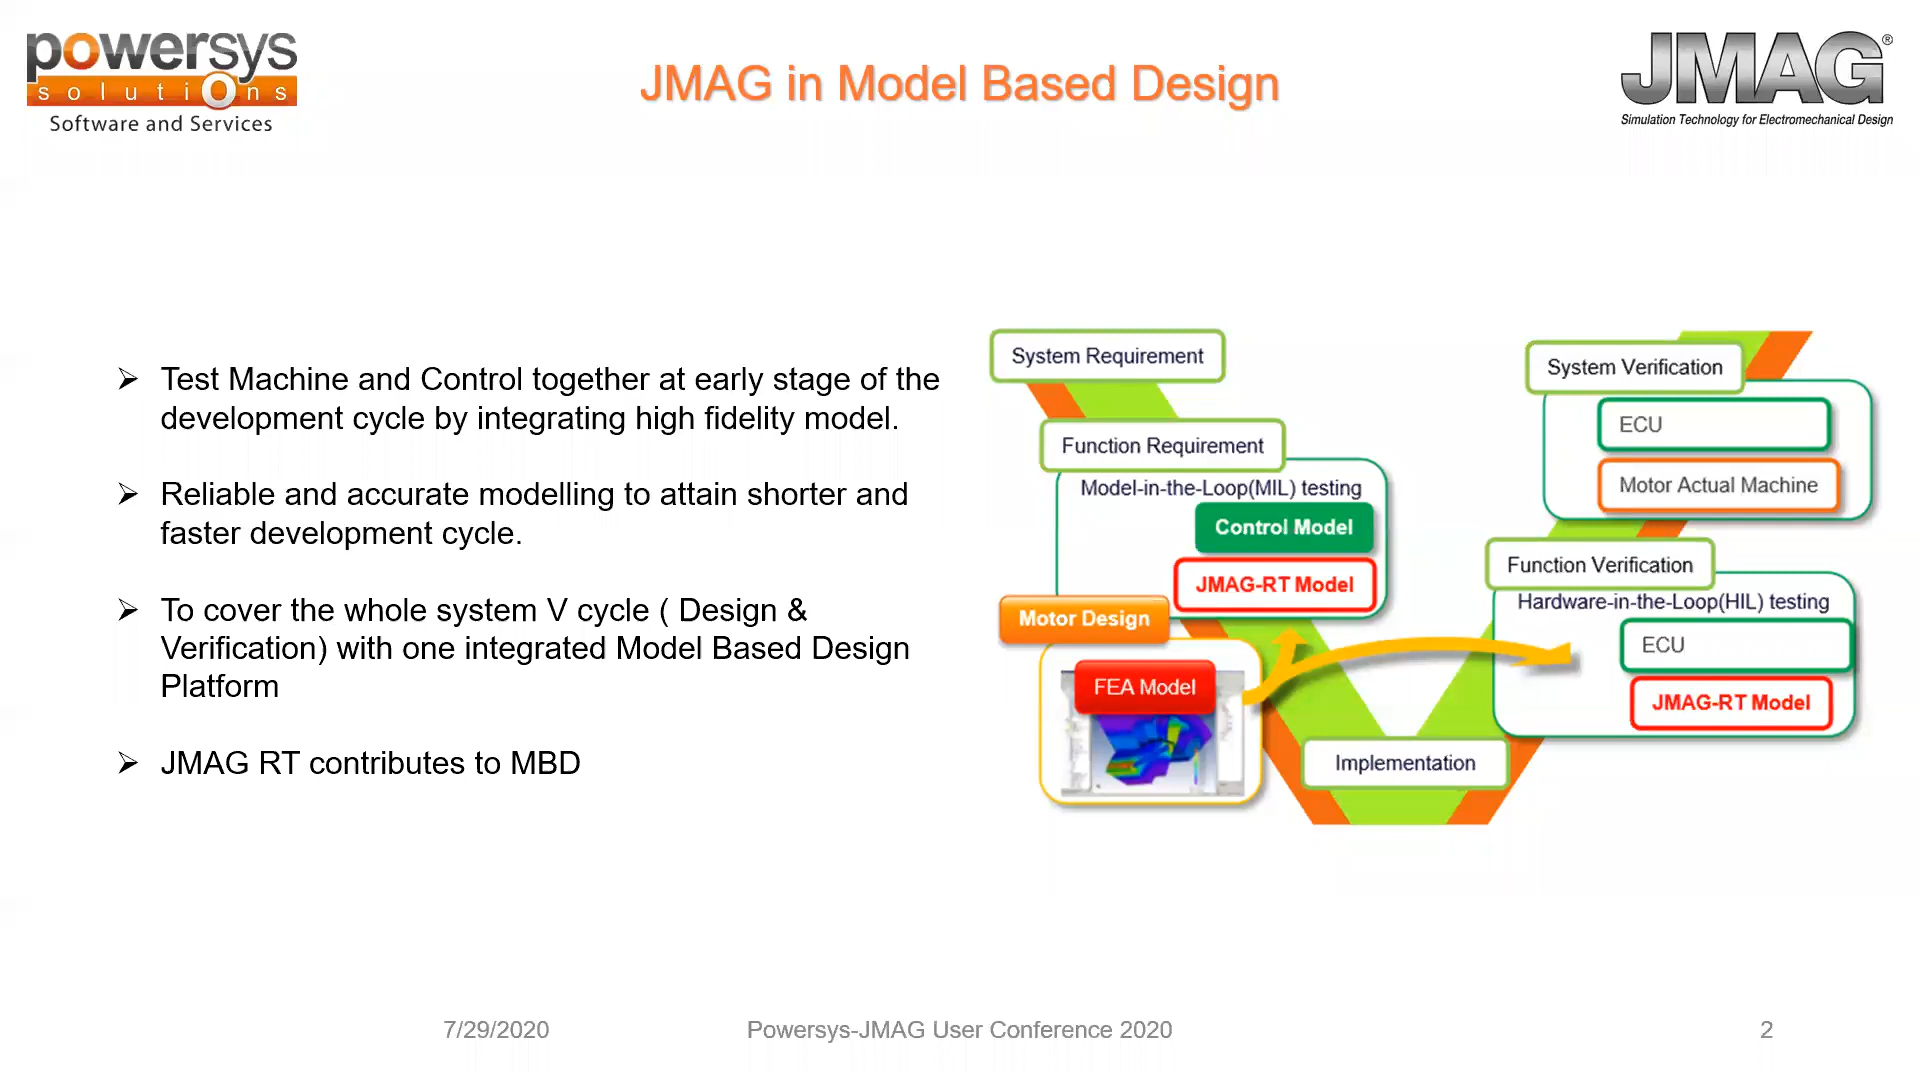 powersys
solutions
Software and Services
JMAG in Model Based Design
JMAG®
Simulation Technology for Electromechanical Design
➢ Test Machine and Control together at early stage of the
development cycle by integrating high fidelity model.
➢ Reliable and accurate modelling to attain shorter and
faster development cycle.
➢ To cover the whole system V cycle ( Design &
Verification) with one integrated Model Based Design
Platform
➢ JMAG RT contributes to MBD
System Requirement
Function Requirement
Model-in-the-Loop(MIL) testing
Control Model
JMAG-RT Model
Motor Design
FEA Model
Implementation
System Verification
ECU
Motor Actual Machine
Function Verification
Hardware-in-the-Loop(HIL) testing
ECU
JMAG-RT Model
7/29/2020
Powersys-JMAG User Conference 2020
2